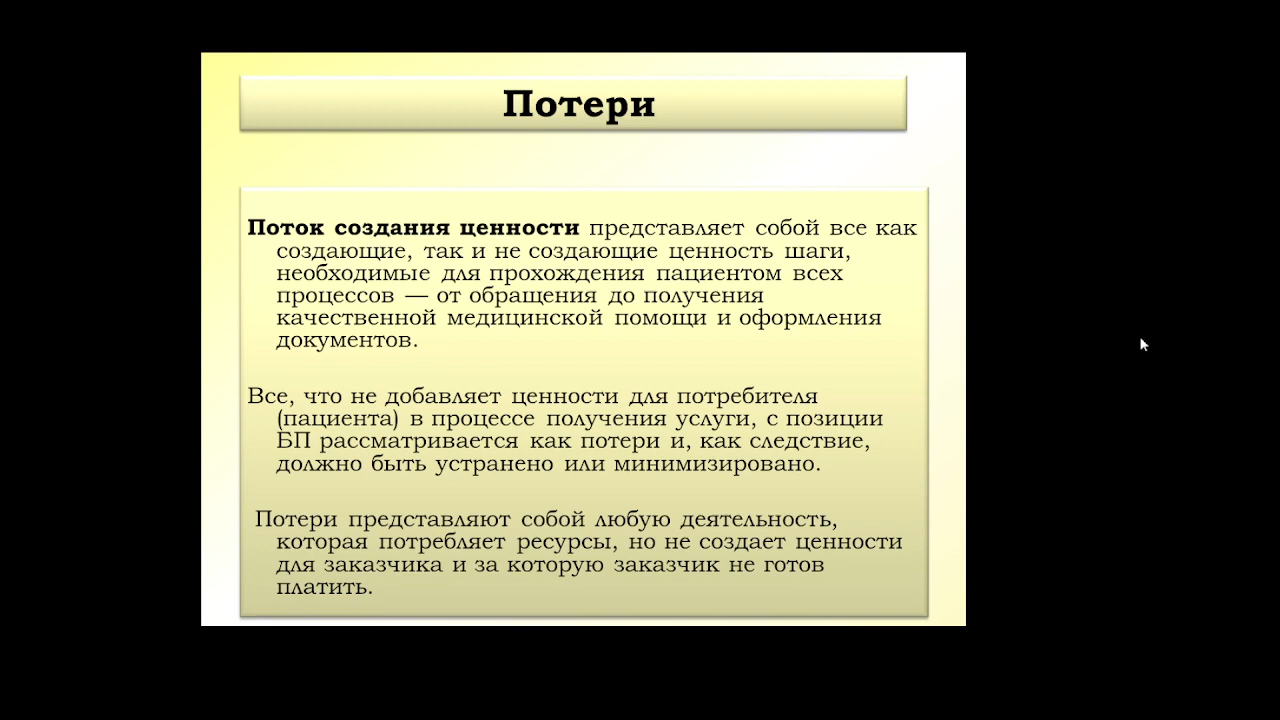 Потери
Поток создания ценности представляет собой все как
создающие, так и не создающие ценность шаги,
необходимые для прохождения пациентом всех
процессов — от обращения до получения
качественной медицинской помощи и оформления
документов.
Все, что не добавляет ценности для потребителя
(пациента) в процессе получения услуги, с позиции
БП рассматривается как потери и, как следствие,
должно быть устранено или минимизировано.
Потери представляют собой любую деятельность,
которая потребляет ресурсы, но не создает ценности
для заказчика и за которую заказчик не готов
платить.